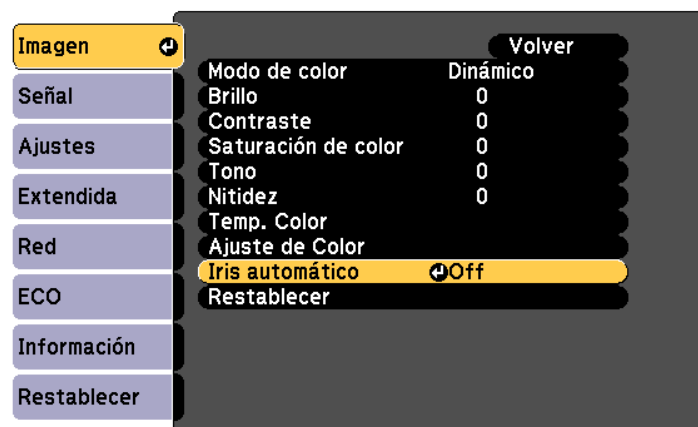 Imagen
Señal
Ajustes
Extendida
Red
ECO
Información
Restablecer
Volver
Modo de color Dinámico
Brillo 0
Contraste 0
Saturación de color 0
Tono 0
Nitidez 0
Temp. Color
Ajuste de Color
Iris automático Off
Restablecer